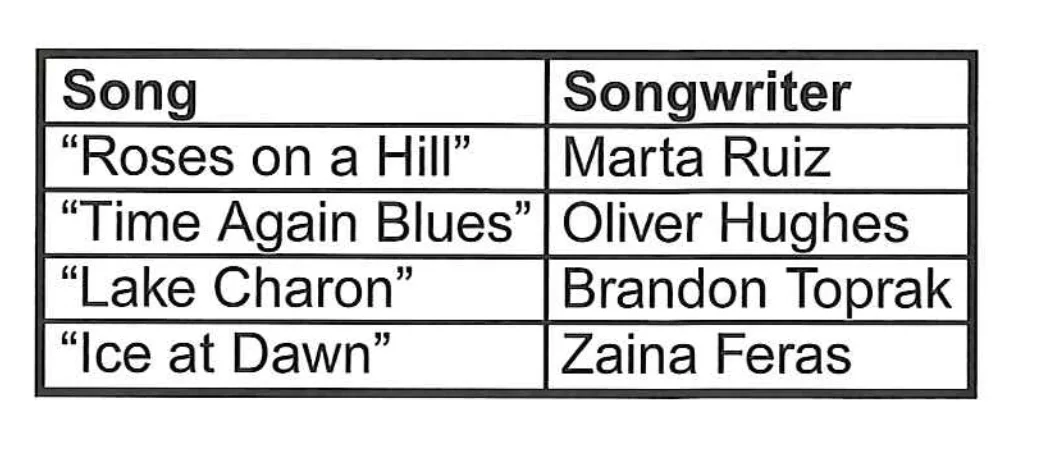 Song Songwriter
“Roses on a Hill” Marta Ruiz
“Time Again Blues” Oliver Hughes
“Lake Charon” Brandon Toprak
“Ice at Dawn” Zaina Feras